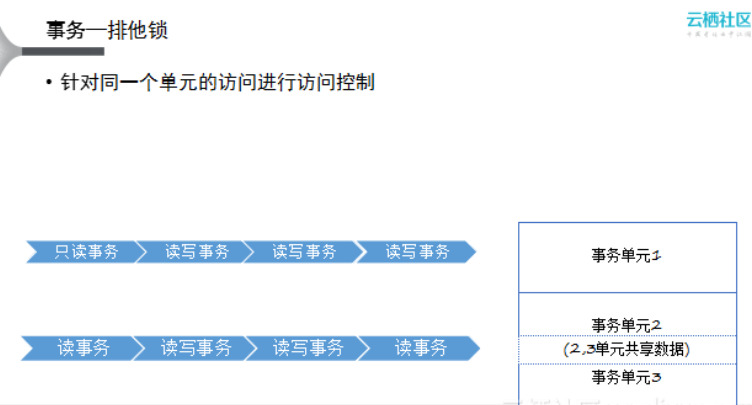 事务—排他锁
云栖社区
• 针对同一个单元的访问进行访问控制
只读事务 读写事务 读写事务 读写事务
事务单元1
读事务 读写事务 读写事务 读事务
事务单元2
(2,3单元共享数据)
事务单元3